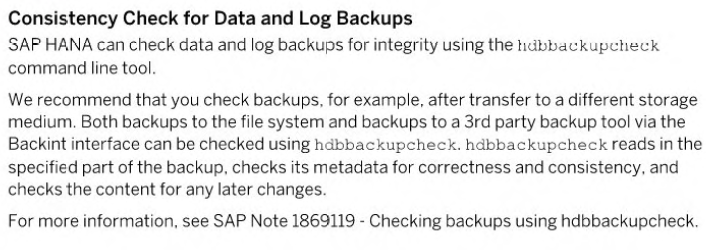 Consistency Check for Data and Log Backups
SAP HANA can check data and log backups for integrity using the hdbbackupcheck
command line tool.
We recommend that you check backups, for example, after transfer to a different storage
medium. Both backups to the file system and backups to a 3rd party backup tool via the
Backint interface can be checked using hdbbackupcheck. hdbbackupcheck reads in the
specified part of the backup, checks its metadata for correctness and consistency, and
checks the content for any later changes.
For more information, see SAP Note 1869119 - Checking backups using hdbbackupcheck.